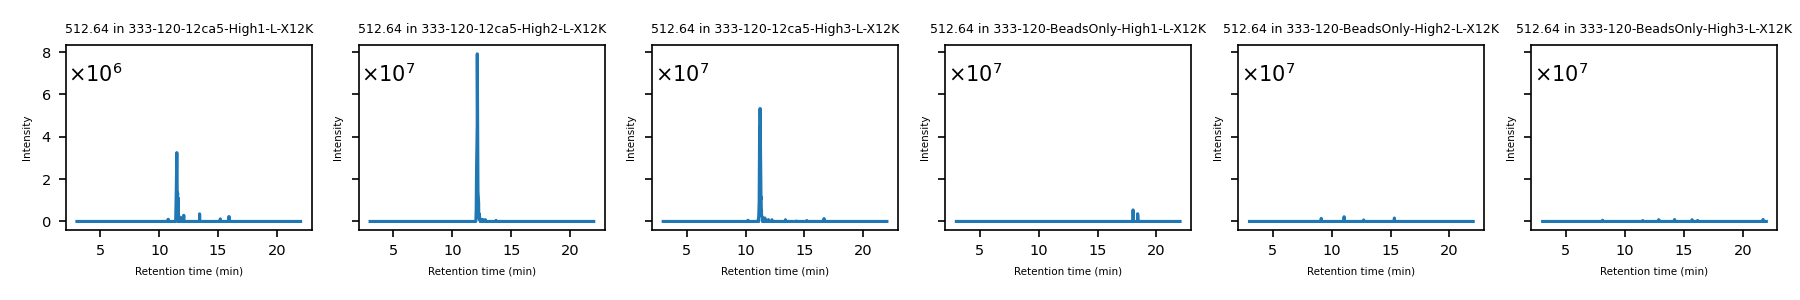 512.64 in 333-120-12ca5-High1-L-X12K
512.64 in 333-120-12ca5-High2-L-X12K
512.64 in 333-120-12ca5-High3-L-X12K
512.64 in 333-120-BeadsOnly-High1-L-X12K
512.64 in 333-120-BeadsOnly-High2-L-X12K
512.64 in 333-120-BeadsOnly-High3-L-X12K
×10⁶
×10⁷
×10⁷
×10⁷
×10⁷
×10⁷
8
6
4
2
0
Intensity
Intensity
Intensity
Intensity
Intensity
Intensity
5 10 15 20
5 10 15 20
5 10 15 20
5 10 15 20
5 10 15 20
5 10 15 20
Retention time (min)
Retention time (min)
Retention time (min)
Retention time (min)
Retention time (min)
Retention time (min)